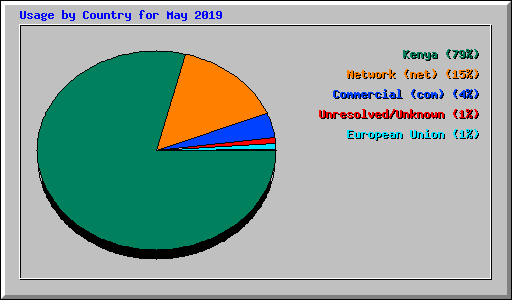 Usage by Country for May 2019
Kenya (79%)
Network (net) (15%)
Commercial (com) (4%)
Unresolved/Unknown (1%)
European Union (1%)